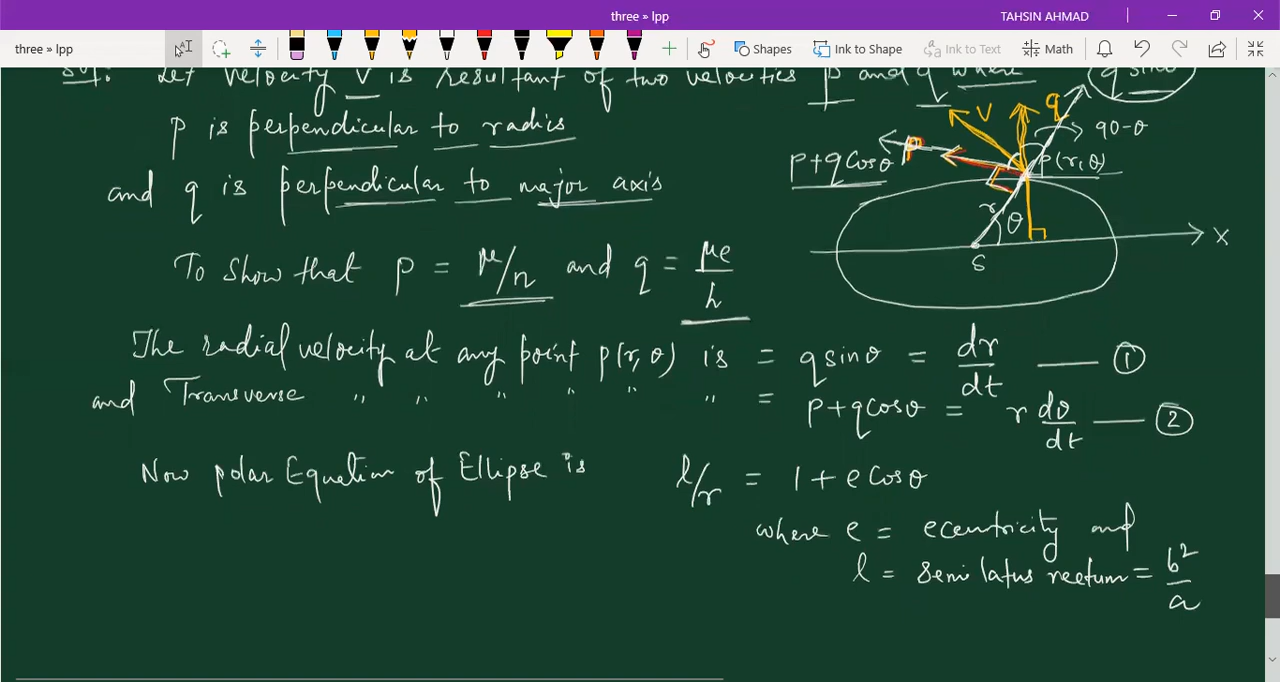 three » lpp
TAHSIN AHMAD
three » lpp
Shapes
Ink to Shape
Ink to Text
Math
Let velocity V is resultant of two velocities p and q where
q sinθ
p is perpendicular to radius
and q is perpendicular to major axis
p+q cosθ
p
V
q
90-θ
p(r,θ)
r
θ
S
X
To show that p = μ/h and q = μe/h
The radial velocity at any point p(r, θ) is = q sinθ = dr/dt —— ①
and Transverse " " " " " = p+q cosθ = r dθ/dt —— ②
Now polar Equation of Ellipse is l/r = 1 + e cosθ
where e = ecentricity and
l = semi latus rectum = b²/a